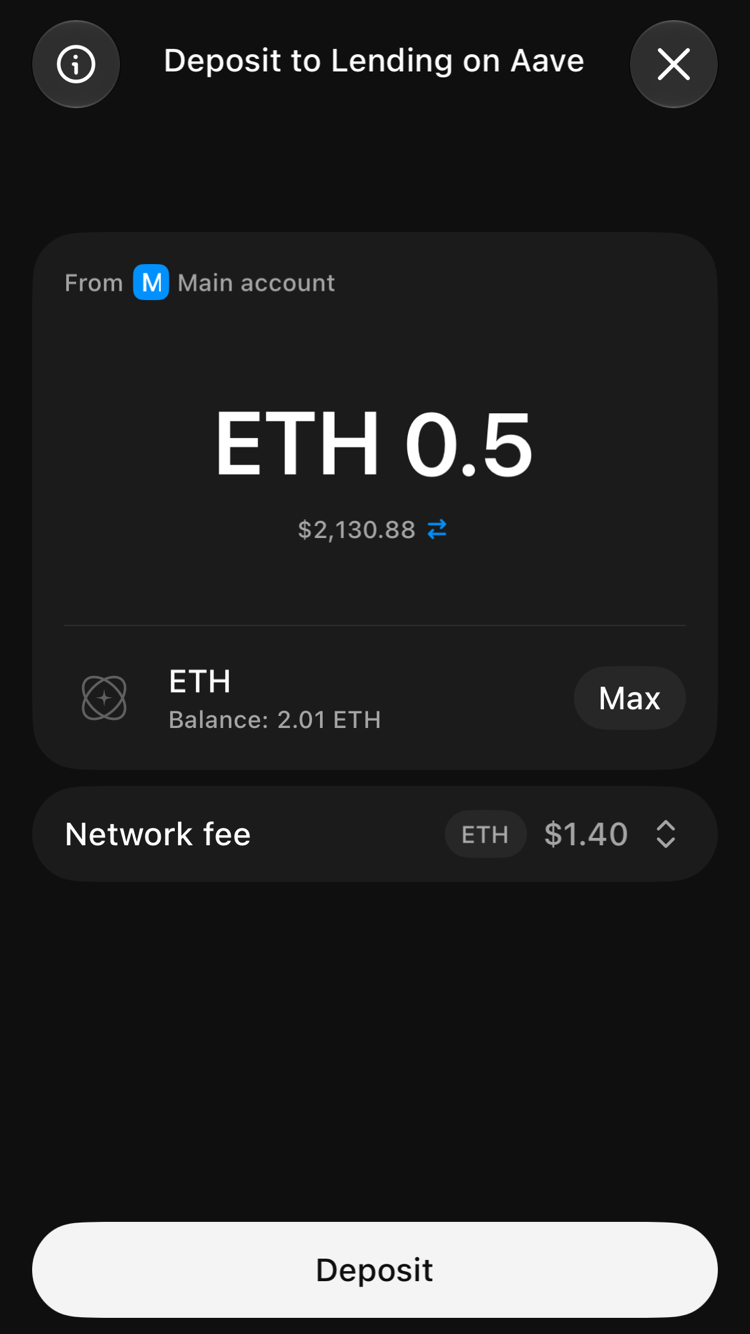 Deposit to Lending on Aave
From M Main account
ETH 0.5
$2,130.88
ETH
Balance: 2.01 ETH
Max
Network fee ETH $1.40
Deposit